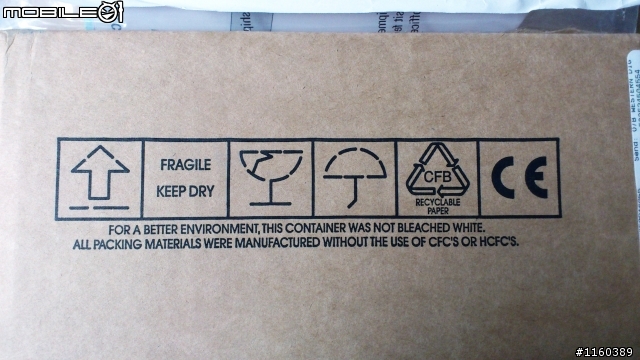 MOBILE01
FRAGILE
KEEP DRY
CFB
RECYCLABLE
PAPER
CE
FOR A BETTER ENVIRONMENT, THIS CONTAINER WAS NOT BLEACHED WHITE.
ALL PACKING MATERIALS WERE MANUFACTURED WITHOUT THE USE OF CFC'S OR HCFC'S.
#1160389